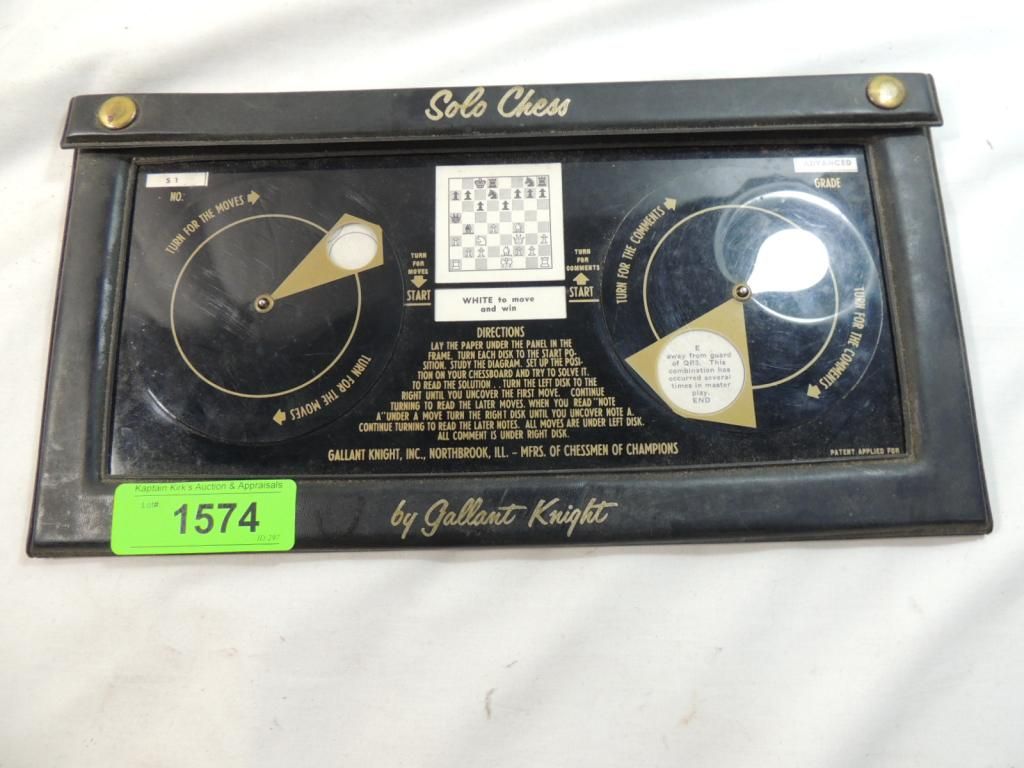 Solo Chess
S 1
NO.
TURN FOR THE MOVES
TURN FOR THE MOVES
TURN
FOR
MOVES
START
WHITE to move
and win
TURN
FOR
COMMENTS
START
ADVANCED
GRADE
TURN FOR THE COMMENTS
TURN FOR THE COMMENTS
E
away from guard
of QR5. This
combination has
occurred several
times in master
play.
END
DIRECTIONS
LAY THE PAPER UNDER THE PANEL IN THE
FRAME. TURN EACH DISK TO THE START PO-
SITION. STUDY THE DIAGRAM. SET UP THE POSI-
TION ON YOUR CHESSBOARD AND TRY TO SOLVE IT.
TO READ THE SOLUTION . . TURN THE LEFT DISK TO THE
RIGHT UNTIL YOU UNCOVER THE FIRST MOVE. CONTINUE
TURNING TO READ THE LATER MOVES. WHEN YOU READ "NOTE
A" UNDER A MOVE TURN THE RIGHT DISK UNTIL YOU UNCOVER NOTE A.
CONTINUE TURNING TO READ THE LATER NOTES. ALL MOVES ARE UNDER LEFT DISK.
ALL COMMENT IS UNDER RIGHT DISK.
GALLANT KNIGHT, INC., NORTHBROOK, ILL. - MFRS. OF CHESSMEN OF CHAMPIONS
PATENT APPLIED FOR
by Gallant Knight
Kaptain Kirk's Auction & Appraisals
Lot#:
1574
ID:297